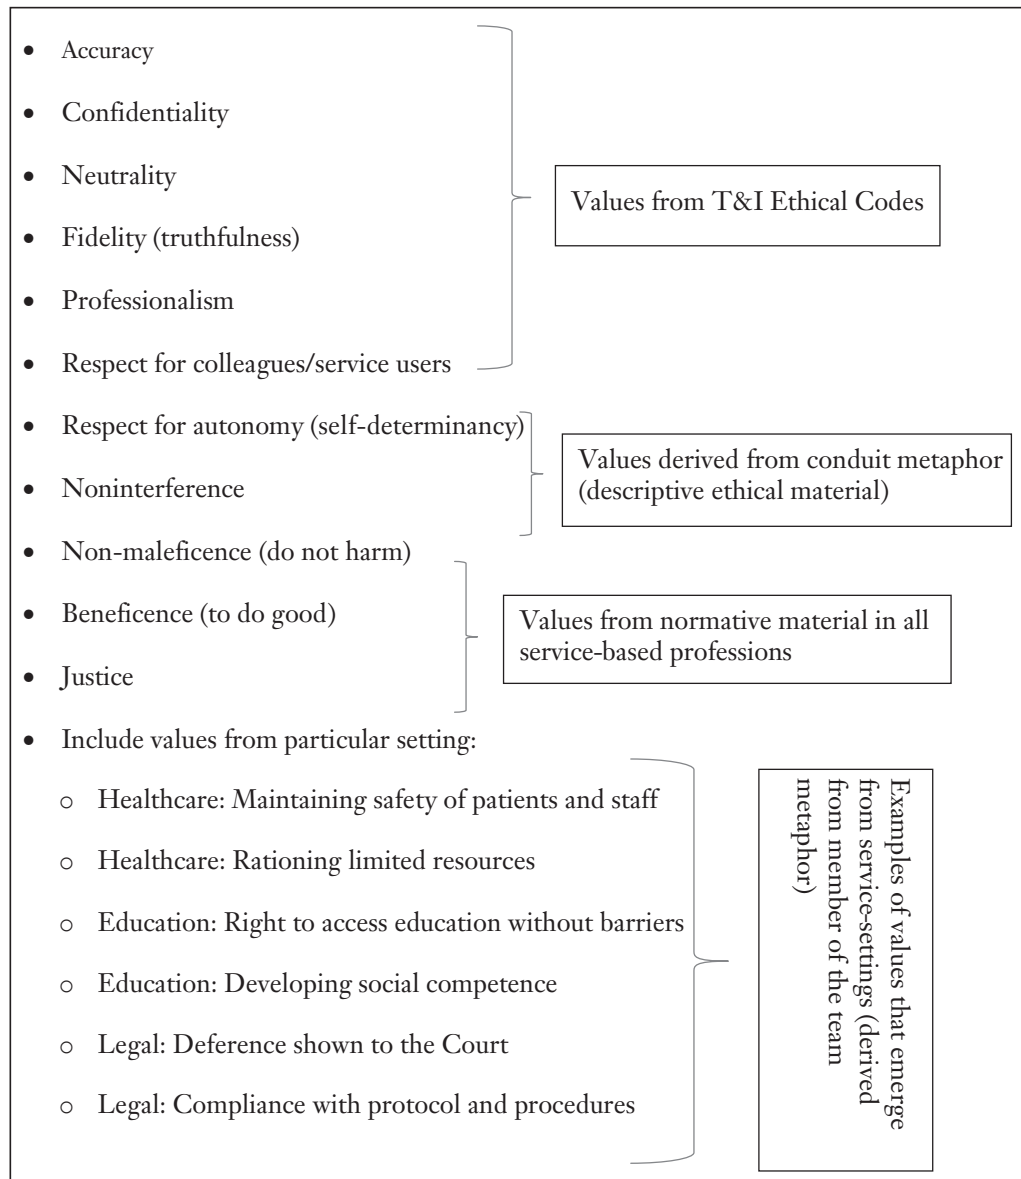 • Accuracy
• Confidentiality
• Neutrality
• Fidelity (truthfulness)
• Professionalism
• Respect for colleagues/service users
Values from T&I Ethical Codes
• Respect for autonomy (self-determinancy)
• Noninterference
Values derived from conduit metaphor
(descriptive ethical material)
• Non-maleficence (do not harm)
• Beneficence (to do good)
• Justice
Values from normative material in all
service-based professions
• Include values from particular setting:
o Healthcare: Maintaining safety of patients and staff
o Healthcare: Rationing limited resources
o Education: Right to access education without barriers
o Education: Developing social competence
o Legal: Deference shown to the Court
o Legal: Compliance with protocol and procedures
Examples of values that emerge
from service-settings (derived
from member of the team
metaphor)